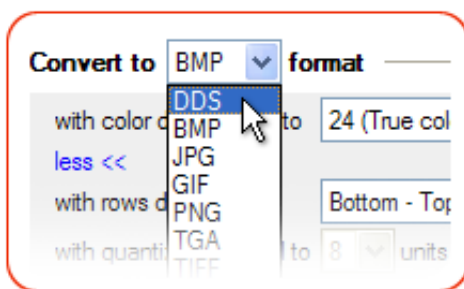 Convert to BMP format
DDS
with color d to 24 (True col
BMP
JPG
less <<
GIF
with rows d Bottom - Top
PNG
TGA
with quanti to 8 units
TIFF